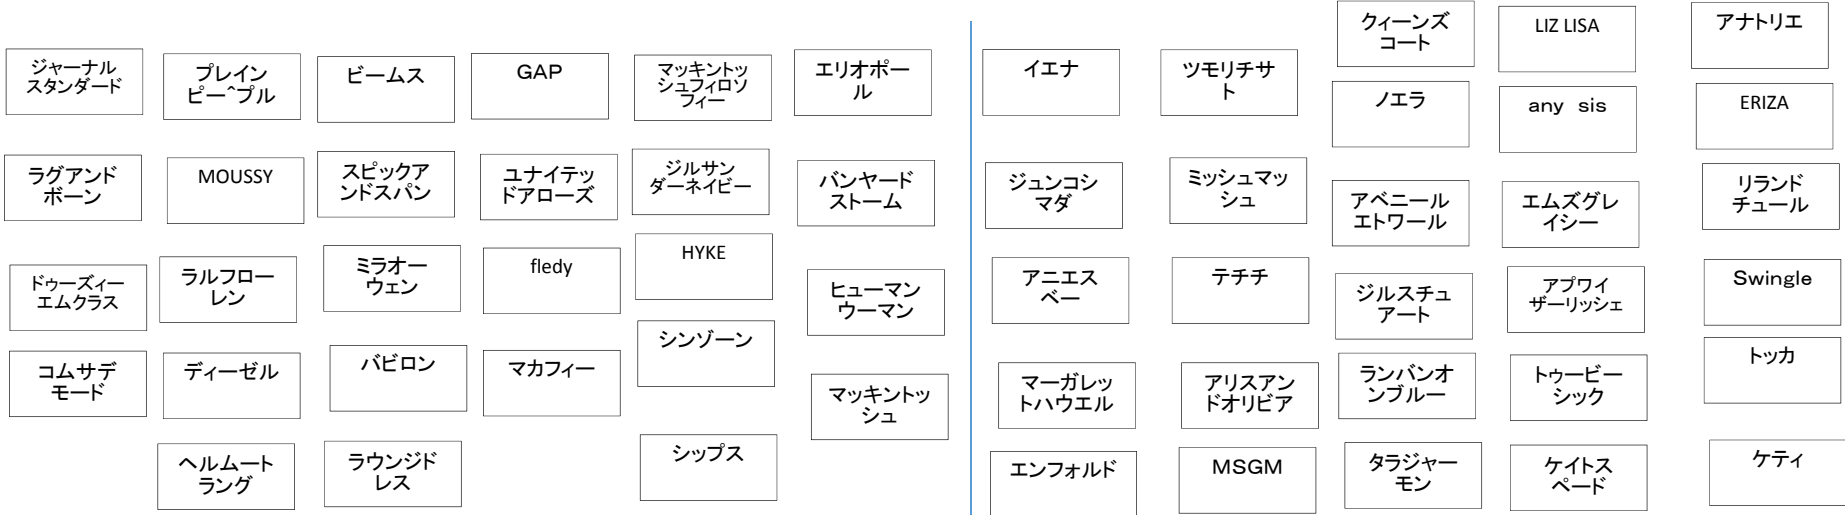 ジャーナル
スタンダード
プレイン
ピー^プル
ビームス
GAP
マッキントッ
シュフィロソ
フィー
エリオポー
ル
ラグアンド
ボーン
MOUSSY
スピックア
ンドスパン
ユナイテッ
ドアローズ
ジルサン
ダーネイビー
バンヤード
ストーム
ドゥーズィー
エムクラス
ラルフロー
レン
ミラオー
ウェン
fledy
HYKE
ヒューマン
ウーマン
コムサデ
モード
ディーゼル
バビロン
マカフィー
シンゾーン
マッキントッ
シュ
ヘルムート
ラング
ラウンジド
レス
シップス
イエナ
ツモリチサ
ト
クィーンズ
コート
LIZ LISA
アナトリエ
ノエラ
any sis
ERIZA
ジュンコシ
マダ
ミッシュマッ
シュ
アベニール
エトワール
エムズグレ
イシー
リランド
チュール
アニエス
ベー
テチチ
ジルスチュ
アート
アプワイ
ザーリッシェ
Swingle
マーガレッ
トハウエル
アリスアン
ドオリビア
ランバンオ
ンブルー
トゥービー
シック
トッカ
エンフォルド
MSGM
タラジャー
モン
ケイトス
ペード
ケティ